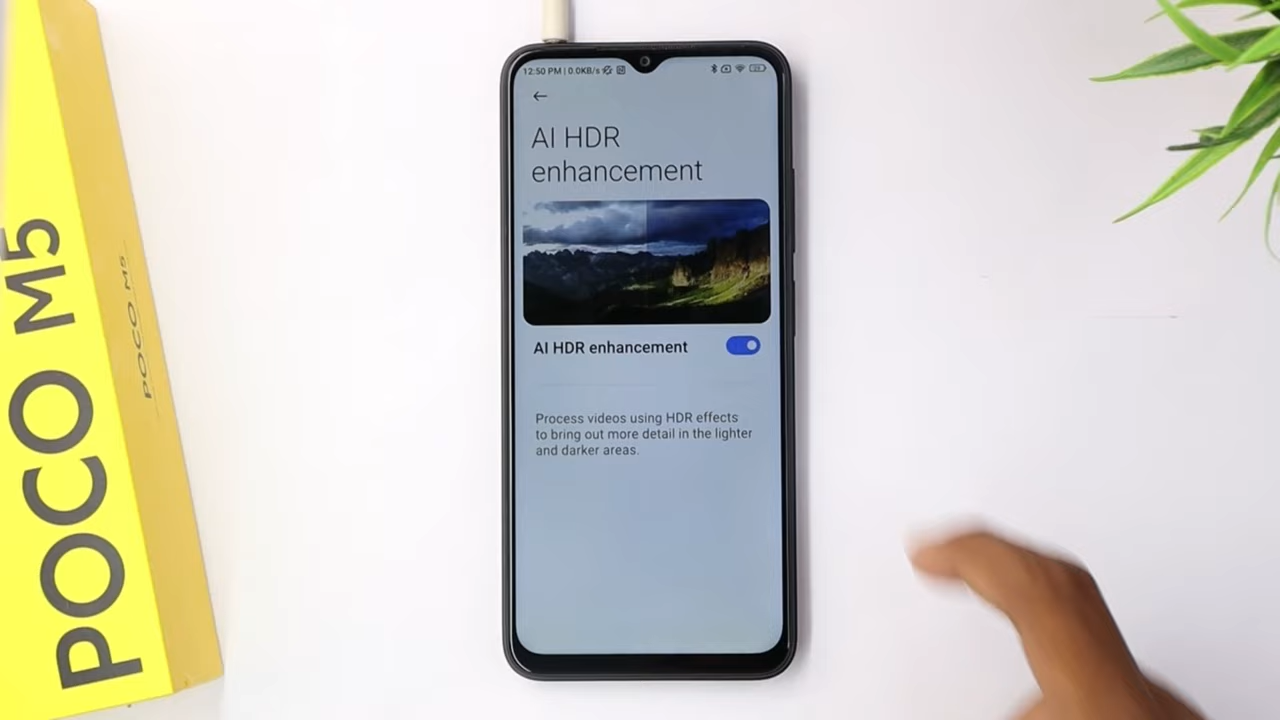 POCO M5
POCO M5
12:50 PM | 0.0KB/s
AI HDR
enhancement
AI HDR enhancement
Process videos using HDR effects
to bring out more detail in the lighter
and darker areas.